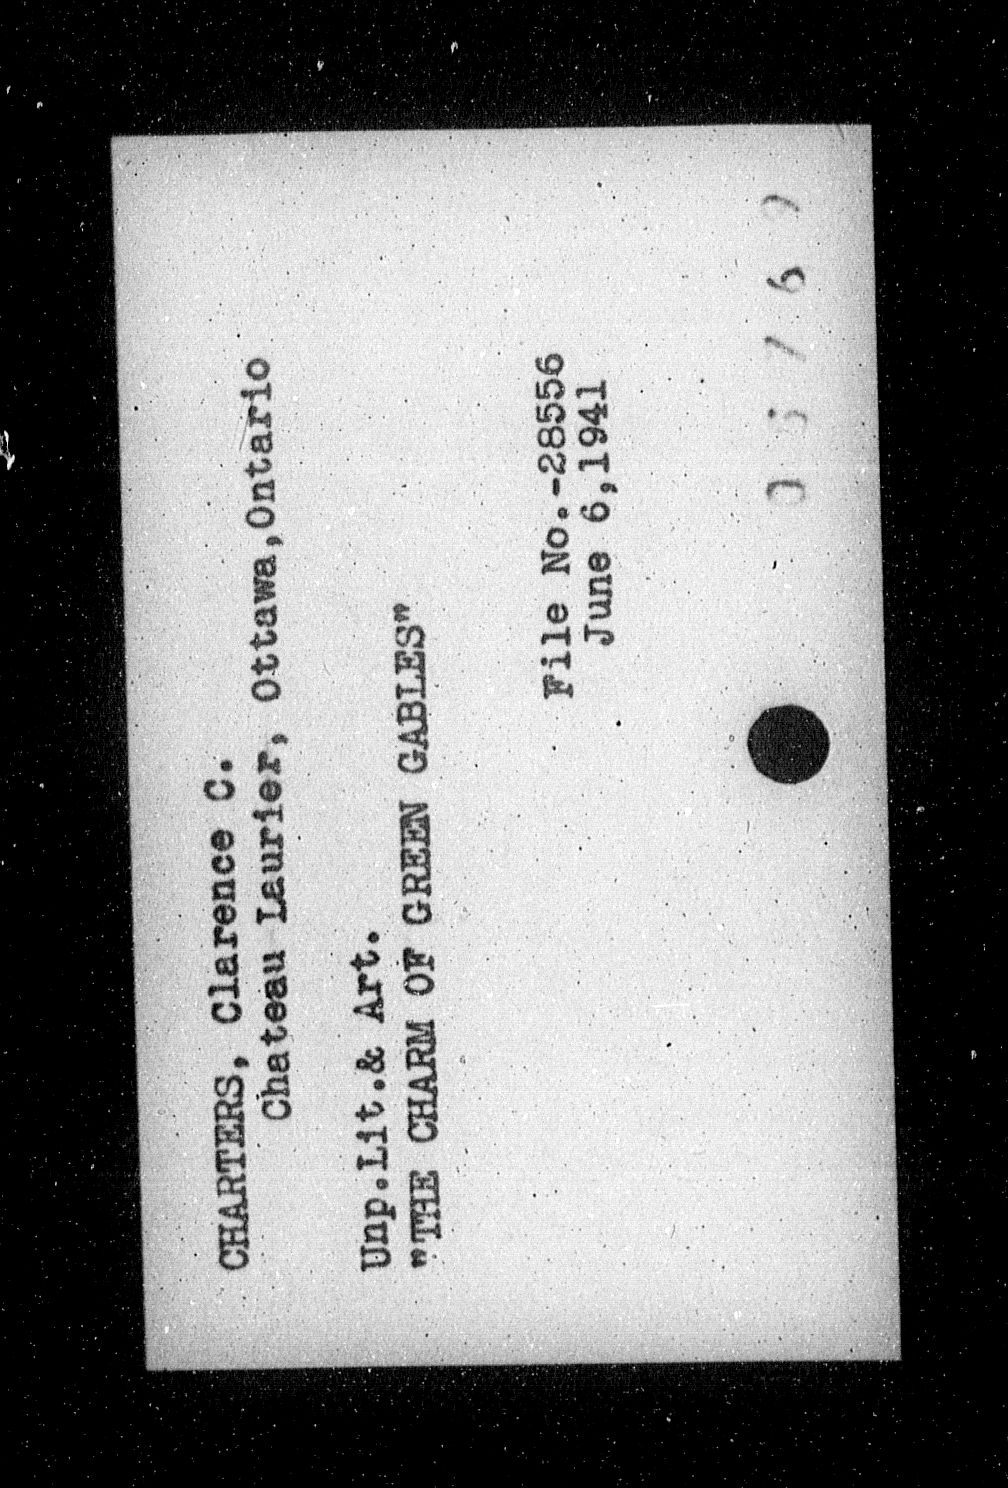 CHARTERS, Clarence C.
Chateau Laurier, Ottawa,Ontario
Unp.Lit.& Art.
"THE CHARM OF GREEN GABLES"
File No.-28556
June 6,1941